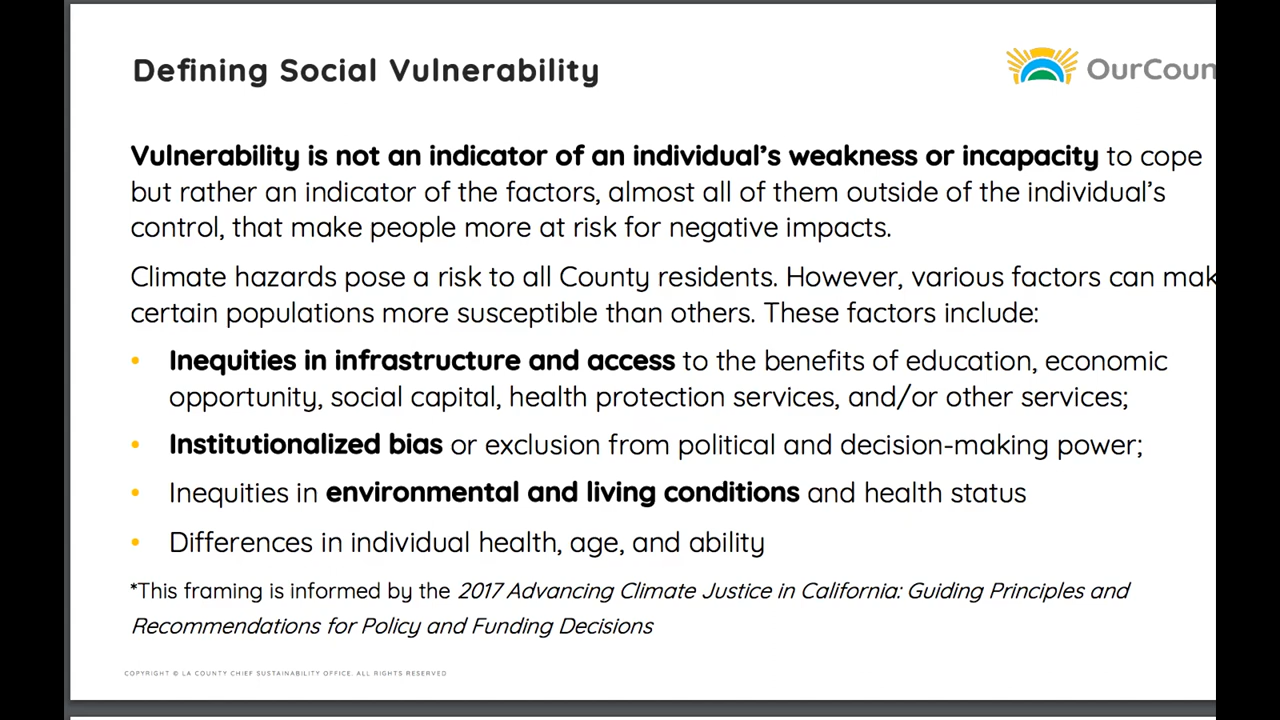 Defining Social Vulnerability
OurCoun
Vulnerability is not an indicator of an individual's weakness or incapacity to cope
but rather an indicator of the factors, almost all of them outside of the individual's
control, that make people more at risk for negative impacts.
Climate hazards pose a risk to all County residents. However, various factors can mak
certain populations more susceptible than others. These factors include:
• Inequities in infrastructure and access to the benefits of education, economic
opportunity, social capital, health protection services, and/or other services;
• Institutionalized bias or exclusion from political and decision-making power;
• Inequities in environmental and living conditions and health status
• Differences in individual health, age, and ability
*This framing is informed by the 2017 Advancing Climate Justice in California: Guiding Principles and
Recommendations for Policy and Funding Decisions
COPYRIGHT © LA COUNTY CHIEF SUSTAINABILITY OFFICE. ALL RIGHTS RESERVED